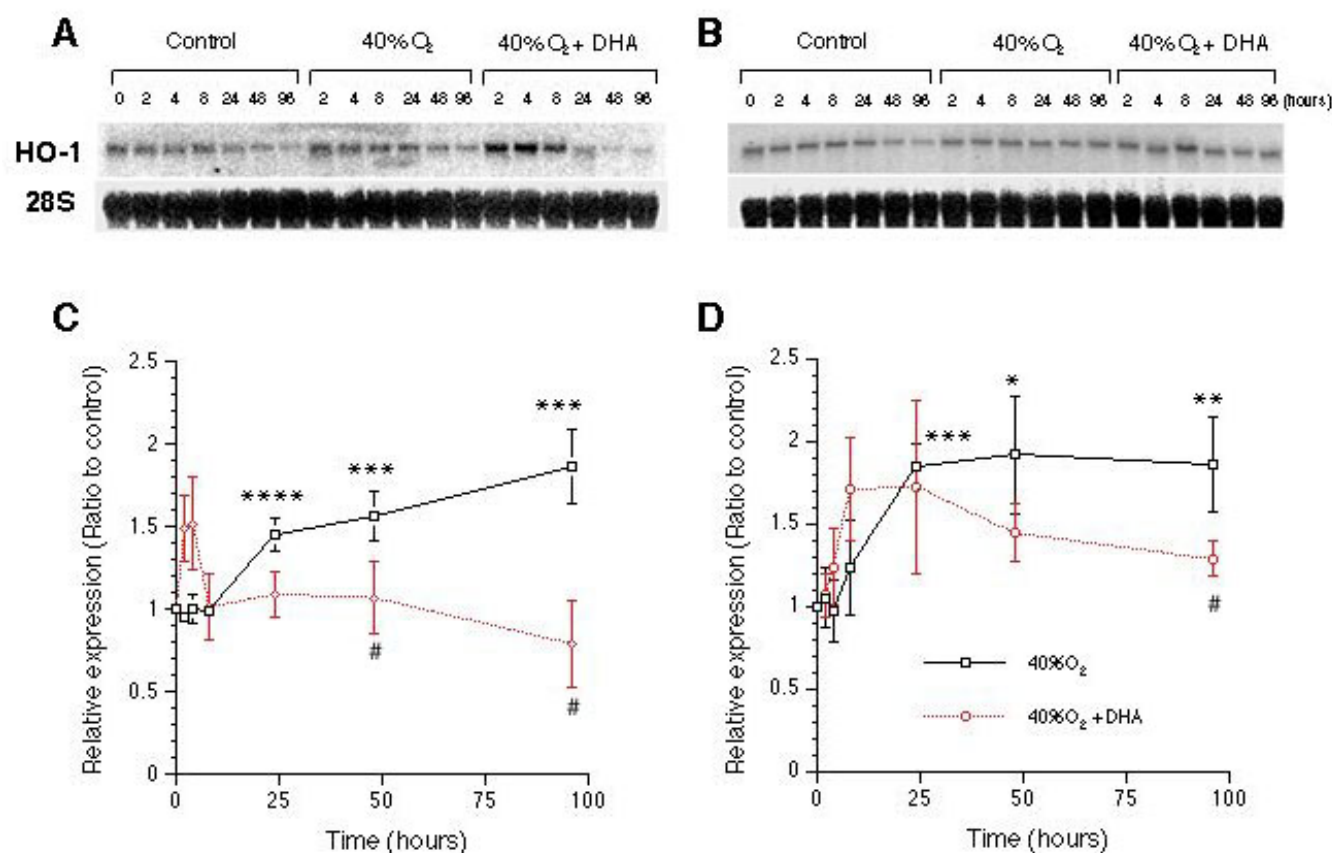 A
B
Control 40% O₂ 40% O₂ + DHA
Control 40% O₂ 40% O₂ + DHA
0 2 4 8 24 48 96 2 4 8 24 48 96 2 4 8 24 48 96
0 2 4 8 24 48 96 2 4 8 24 48 96 2 4 8 24 48 96 (hours)
HO-1
28S
C
Relative expression (Ratio to control)
2.5
2
1.5
1
0.5
0
****
***
***
#
#
0 25 50 75 100
Time (hours)
D
Relative expression (Ratio to control)
2.5
2
1.5
1
0.5
0
***
*
**
#
40%O₂
40%O₂ +DHA
0 25 50 75 100
Time (hours)